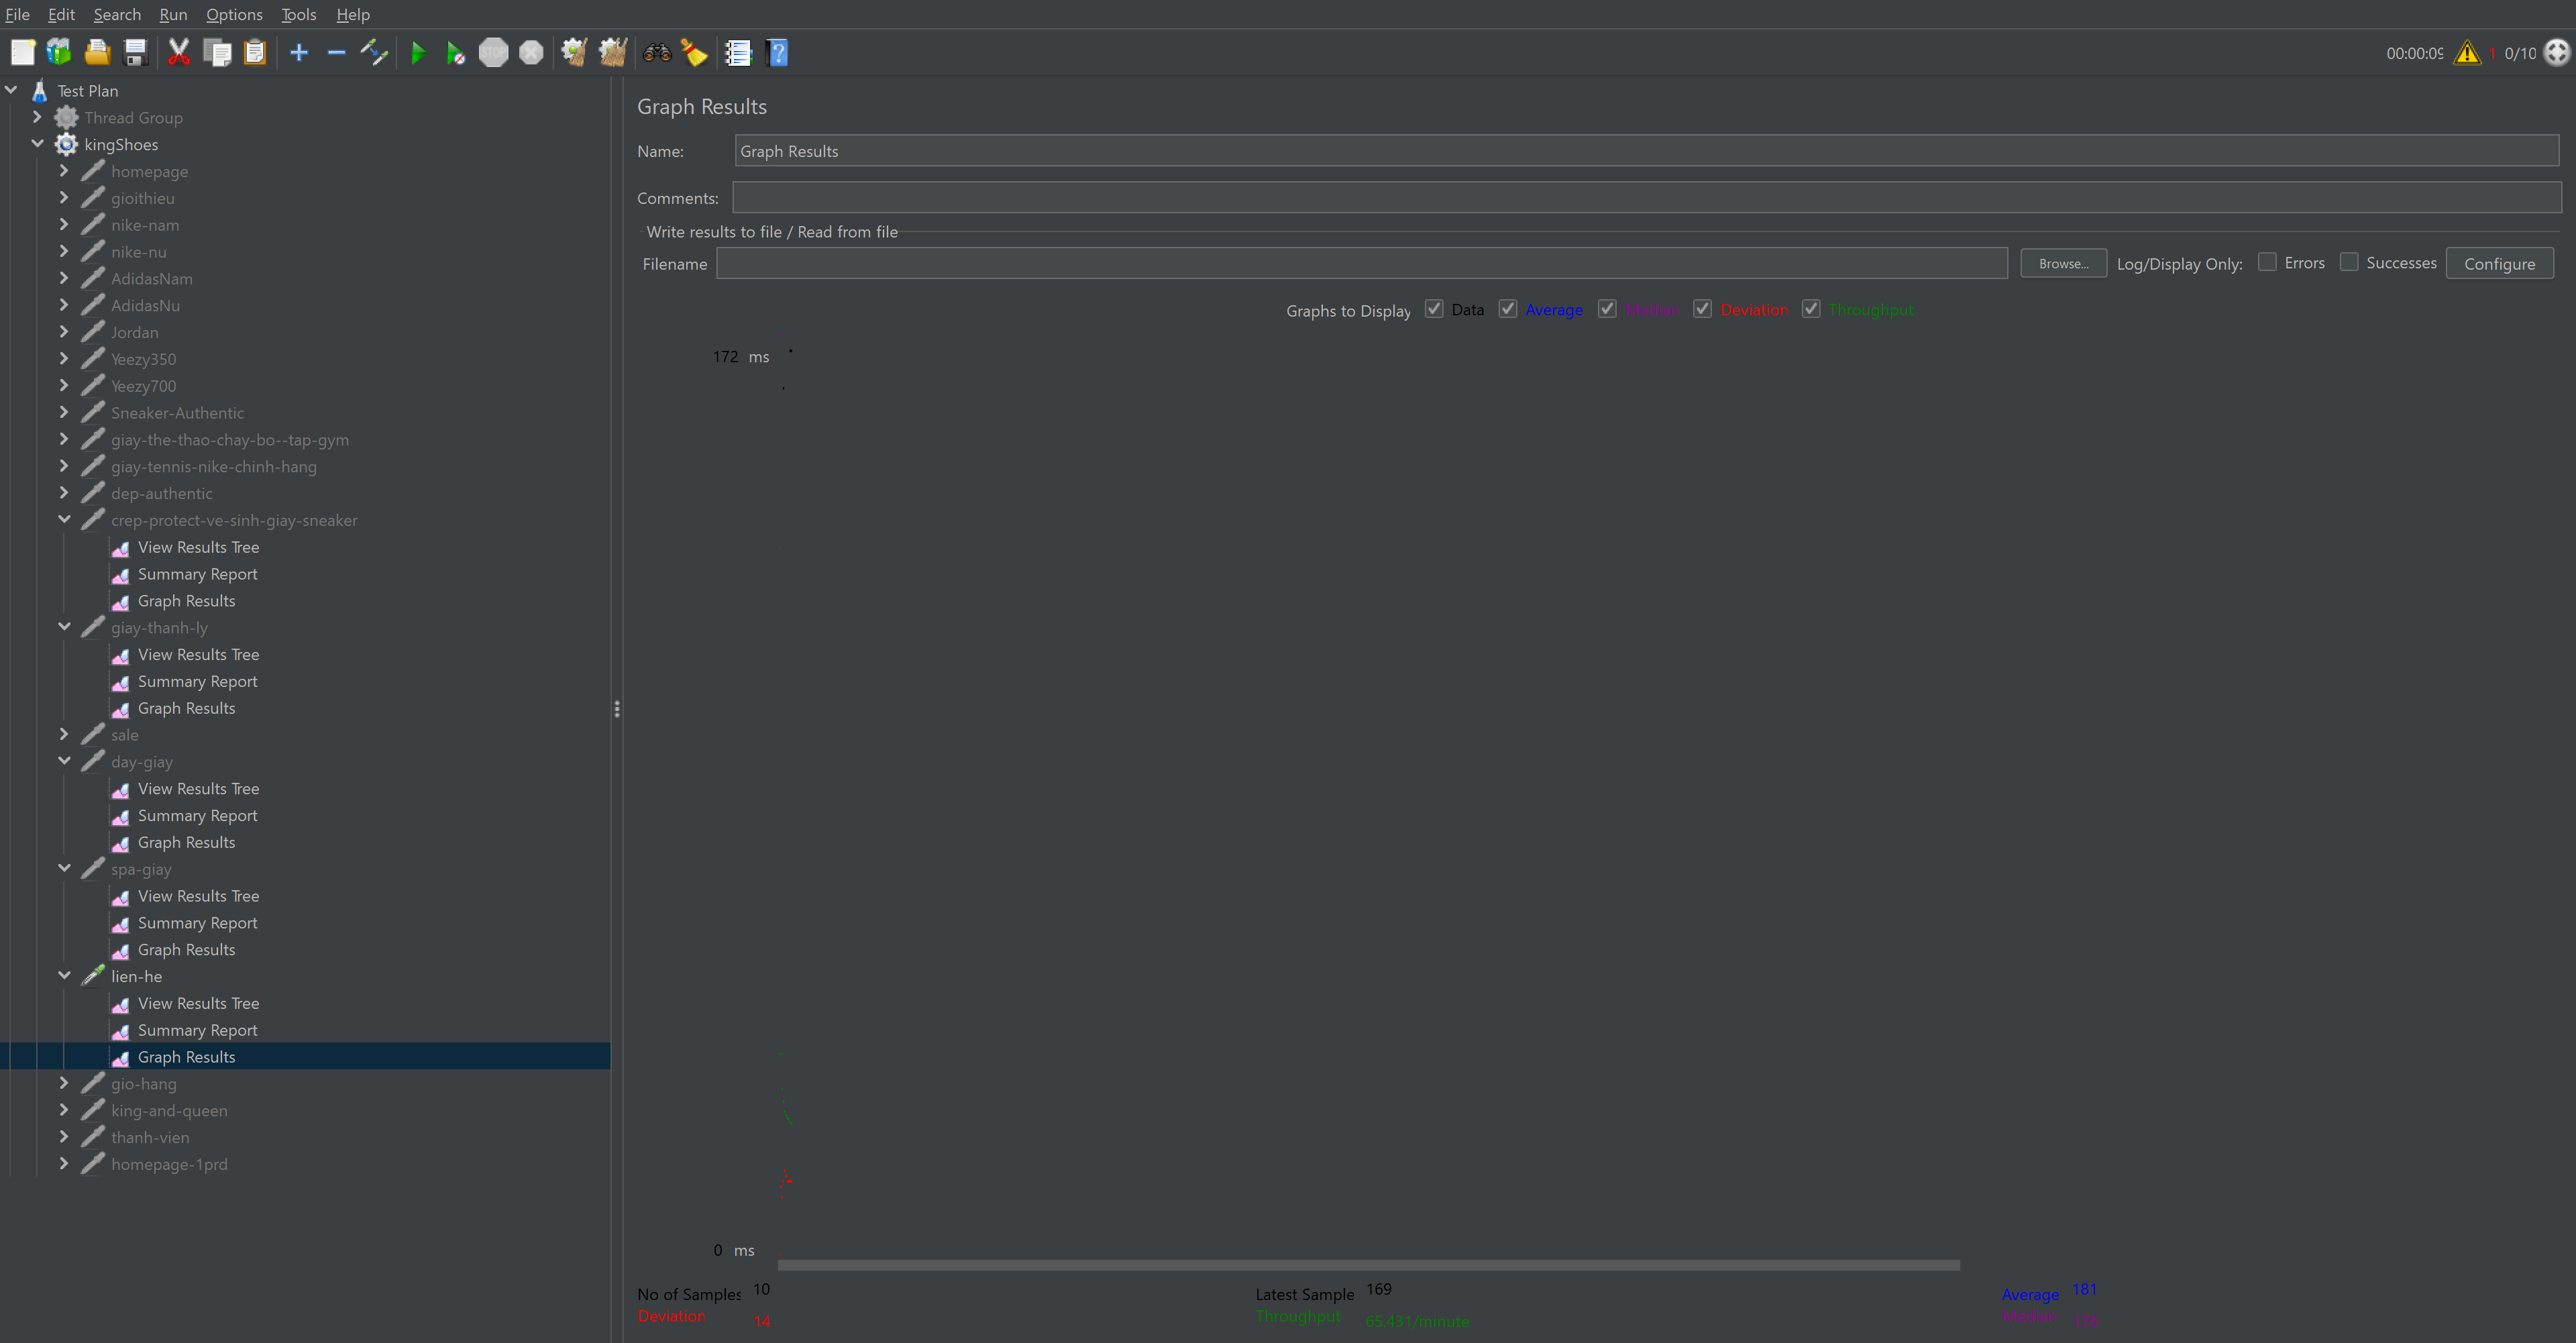 File Edit Search Run Options Tools Help
00:00:09 1 0/10
Test Plan
Thread Group
kingShoes
homepage
gioithieu
nike-nam
nike-nu
AdidasNam
AdidasNu
Jordan
Yeezy350
Yeezy700
Sneaker-Authentic
giay-the-thao-chay-bo--tap-gym
giay-tennis-nike-chinh-hang
dep-authentic
crep-protect-ve-sinh-giay-sneaker
View Results Tree
Summary Report
Graph Results
giay-thanh-ly
View Results Tree
Summary Report
Graph Results
sale
day-giay
View Results Tree
Summary Report
Graph Results
spa-giay
View Results Tree
Summary Report
Graph Results
lien-he
View Results Tree
Summary Report
Graph Results
gio-hang
king-and-queen
thanh-vien
homepage-1prd
Graph Results
Name: Graph Results
Comments:
Write results to file / Read from file
Filename Browse... Log/Display Only: Errors Successes Configure
Graphs to Display Data Average Median Deviation Throughput
172 ms
0 ms
No of Samples 10 Latest Sample 169 Average 181
Deviation 14 Throughput 65.431/minute Median 176